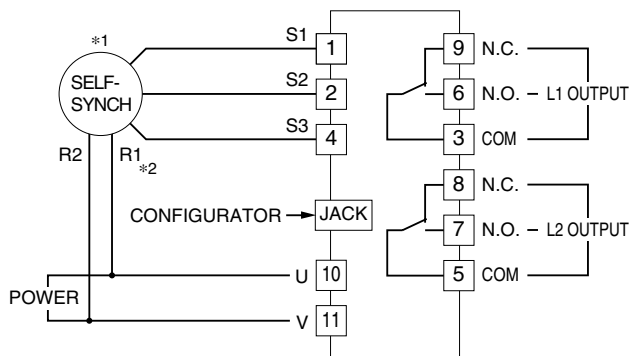 *1
SELF-
SYNCH
S1 1
S2 2
S3 4
R2 R1
*2
CONFIGURATOR JACK
U 10
POWER
V 11
9 N.C.
6 N.O. L1 OUTPUT
3 COM
8 N.C.
7 N.O. L2 OUTPUT
5 COM